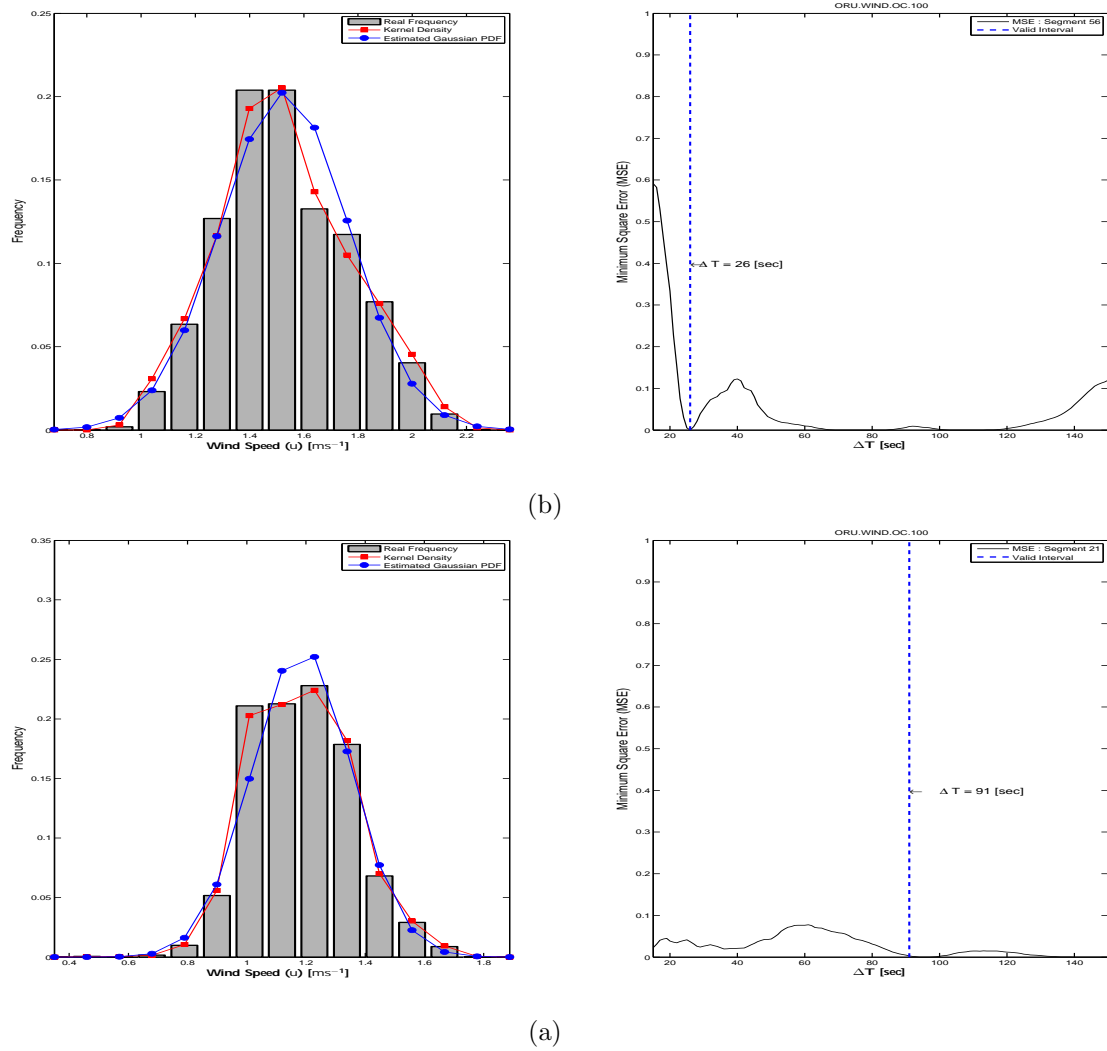 ORU.WIND.OC.100
0.25
0.2
0.15
0.1
0.05
0
Frequency
Real Frequency
Kernel Density
Estimated Gaussian PDF
0.8 1 1.2 1.4 1.6 1.8 2 2.2
Wind Speed (u) [ms⁻¹]
1
0.9
0.8
0.7
0.6
0.5
0.4
0.3
0.2
0.1
0
Minimum Square Error (MSE)
MSE : Segment 56
Valid Interval
←Δ T = 26 [sec]
20 40 60 80 100 120 140
ΔT [sec]
(b)
ORU.WIND.OC.100
0.35
0.3
0.25
0.2
0.15
0.1
0.05
0
Frequency
Real Frequency
Kernel Density
Estimated Gaussian PDF
0.4 0.6 0.8 1 1.2 1.4 1.6 1.8
Wind Speed (u) [ms⁻¹]
1
0.9
0.8
0.7
0.6
0.5
0.4
0.3
0.2
0.1
0
Minimum Square Error (MSE)
MSE : Segment 21
Valid Interval
← Δ T = 91 [sec]
20 40 60 80 100 120 140
ΔT [sec]
(a)